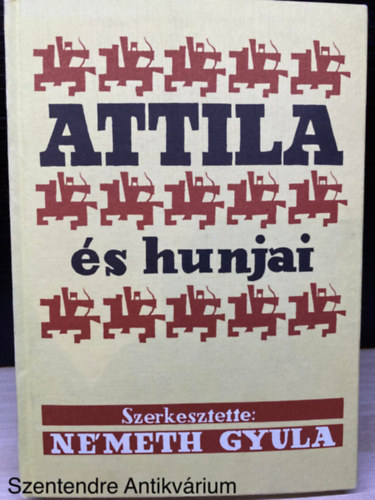 ATTILA
és hunjai
Szerkesztette:
NÉMETH GYULA
Szentendre Antikvárium